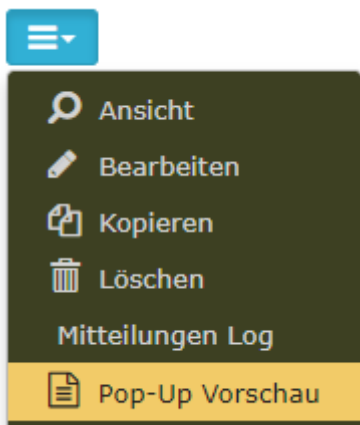 Ansicht
Bearbeiten
Kopieren
Löschen
Mitteilungen Log
Pop-Up Vorschau